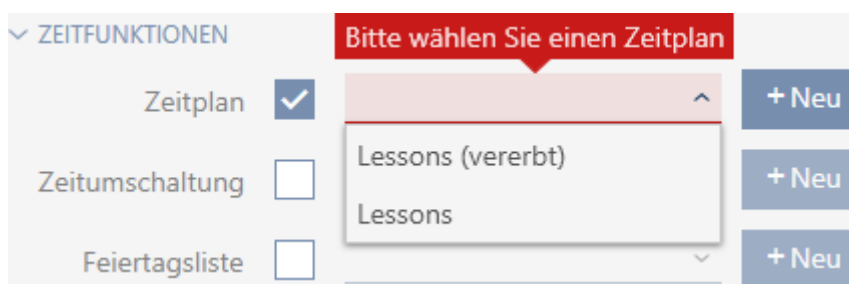 ZEITFUNKTIONEN
Bitte wählen Sie einen Zeitplan
Zeitplan
+ Neu
Lessons (vererbt)
Zeitumschaltung
+ Neu
Lessons
Feiertagsliste
+ Neu